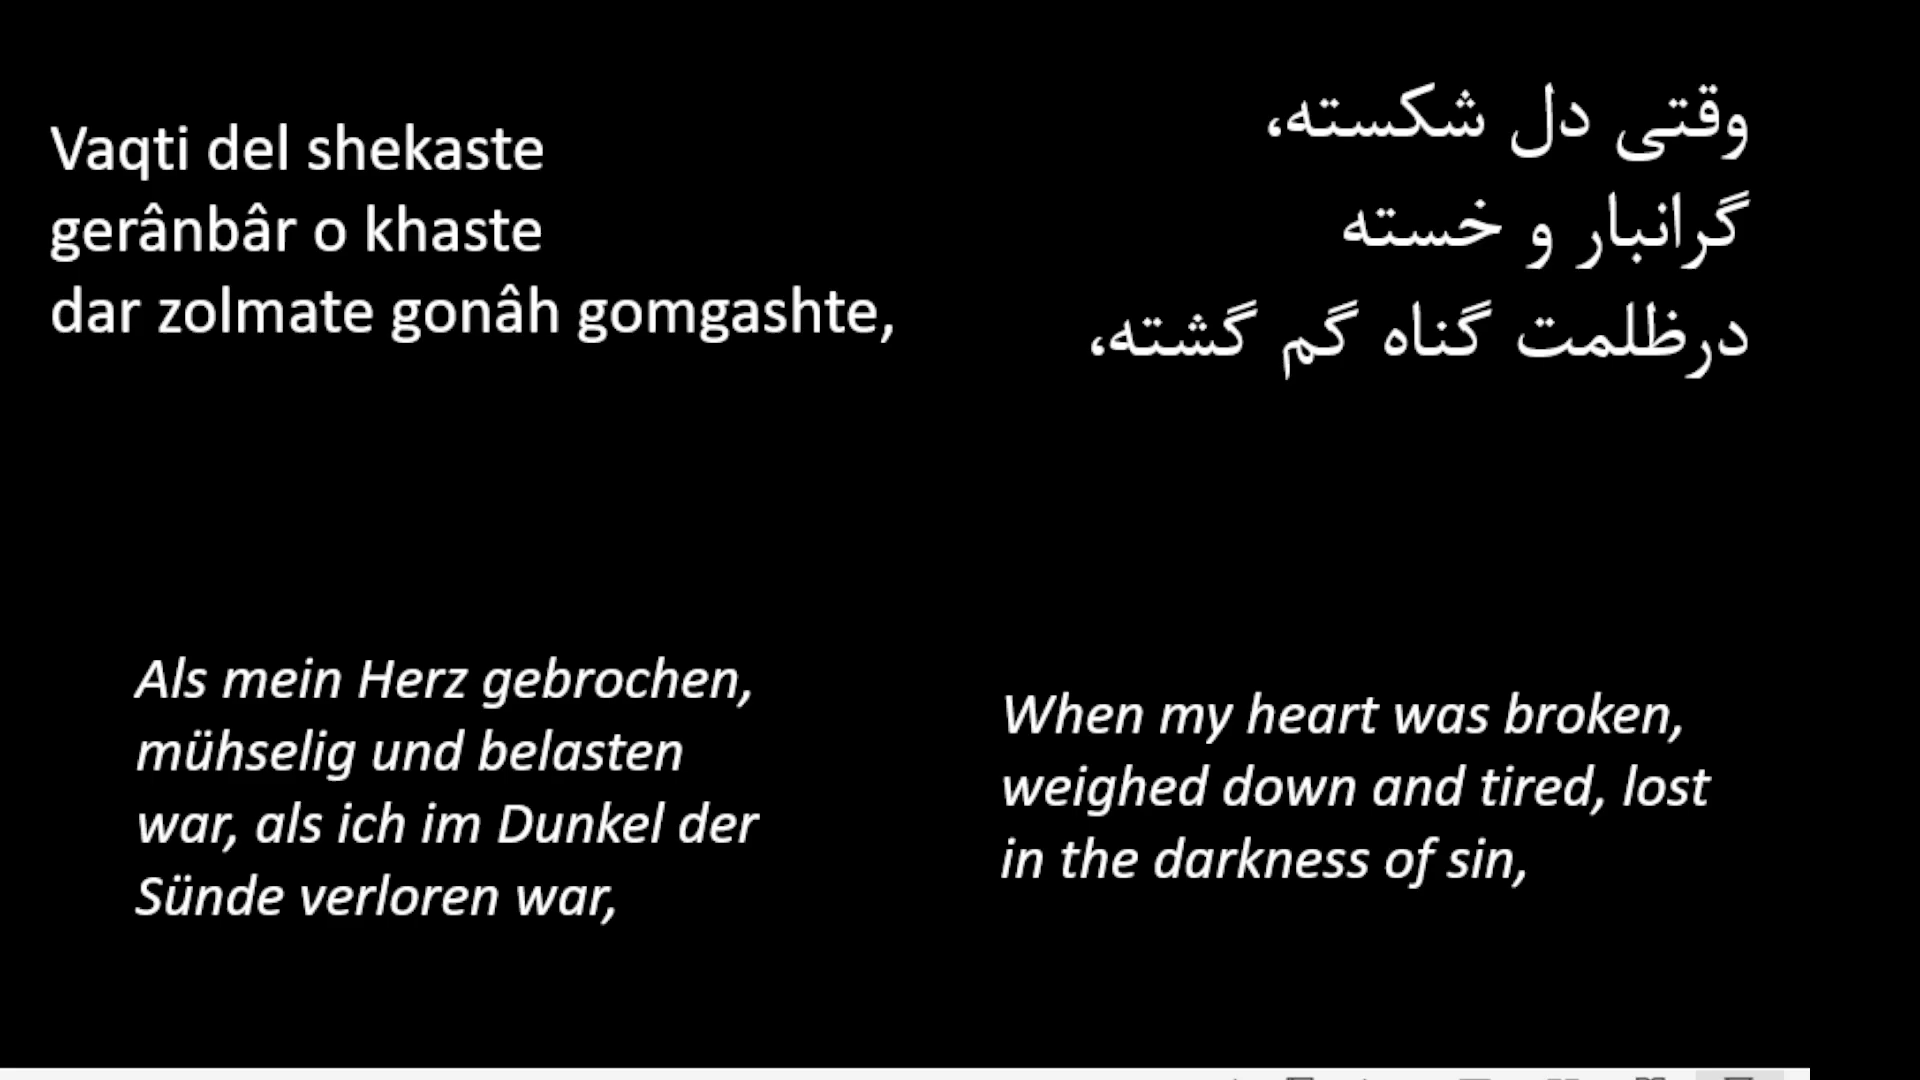 Vaqti del shekaste
gerânbâr o khaste
dar zolmate gonâh gomgashte,
وقتی دل شکسته،
گرانبار و خسته
درظلمت گناه گم گشته،
Als mein Herz gebrochen,
mühselig und belasten
war, als ich im Dunkel der
Sünde verloren war,
When my heart was broken,
weighed down and tired, lost
in the darkness of sin,